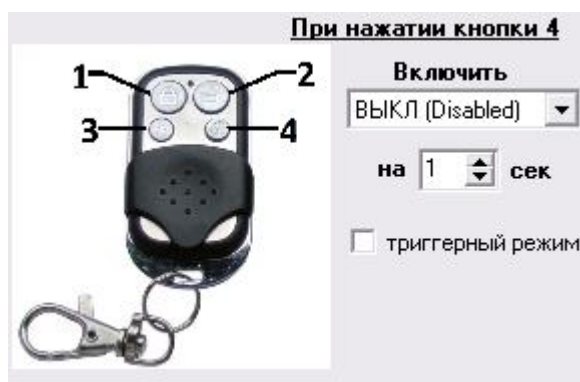 При нажатии кнопки 4
1 2
3 4
Включить
ВЫКЛ (Disabled)
на 1 сек
триггерный режим